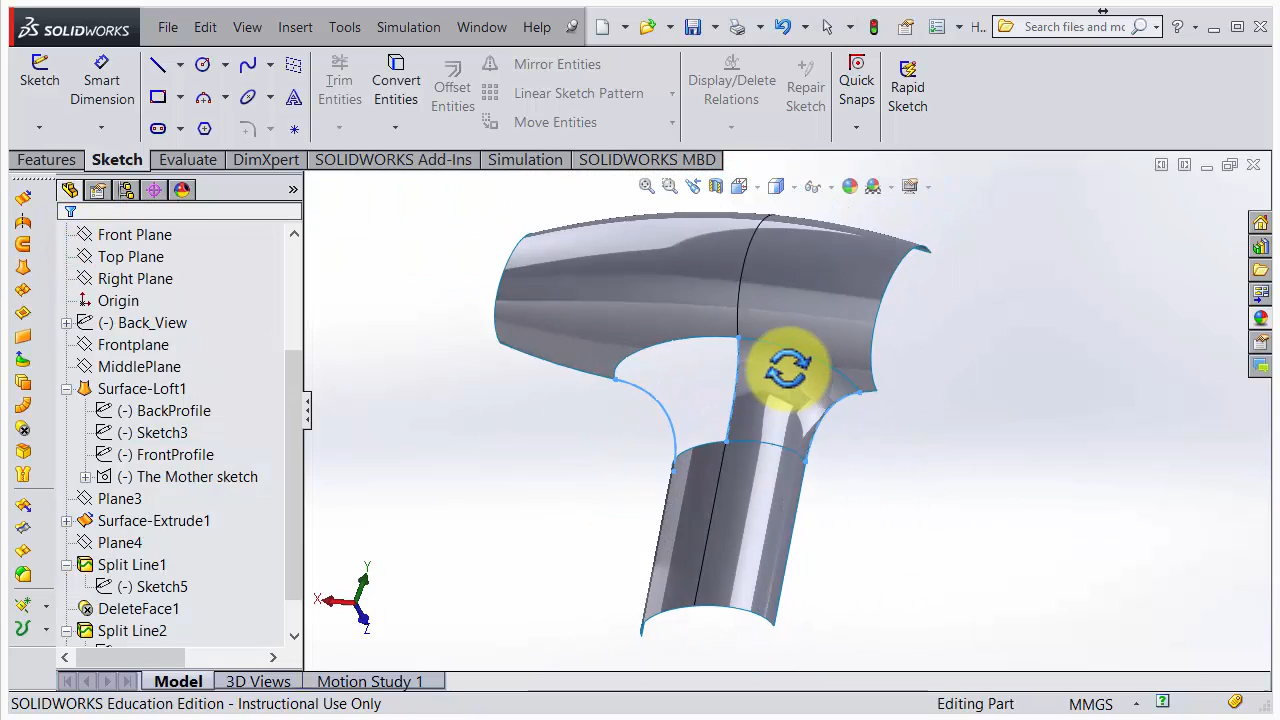 SOLIDWORKS File Edit View Insert Tools Simulation Window Help H... Search files and mo ?
Sketch Smart Dimension Trim Entities Convert Entities Offset Entities Mirror Entities Display/Delete Relations Repair Sketch Quick Snaps Rapid Sketch
Linear Sketch Pattern
Move Entities
Features Sketch Evaluate DimXpert SOLIDWORKS Add-Ins Simulation SOLIDWORKS MBD
Front Plane
Top Plane
Right Plane
Origin
(-) Back_View
Frontplane
MiddlePlane
Surface-Loft1
(-) BackProfile
(-) Sketch3
(-) FrontProfile
(-) The Mother sketch
Plane3
Surface-Extrude1
Plane4
Split Line1
(-) Sketch5
DeleteFace1
Split Line2
Y
X
Z
Model 3D Views Motion Study 1
SOLIDWORKS Education Edition - Instructional Use Only Editing Part MMGS ?